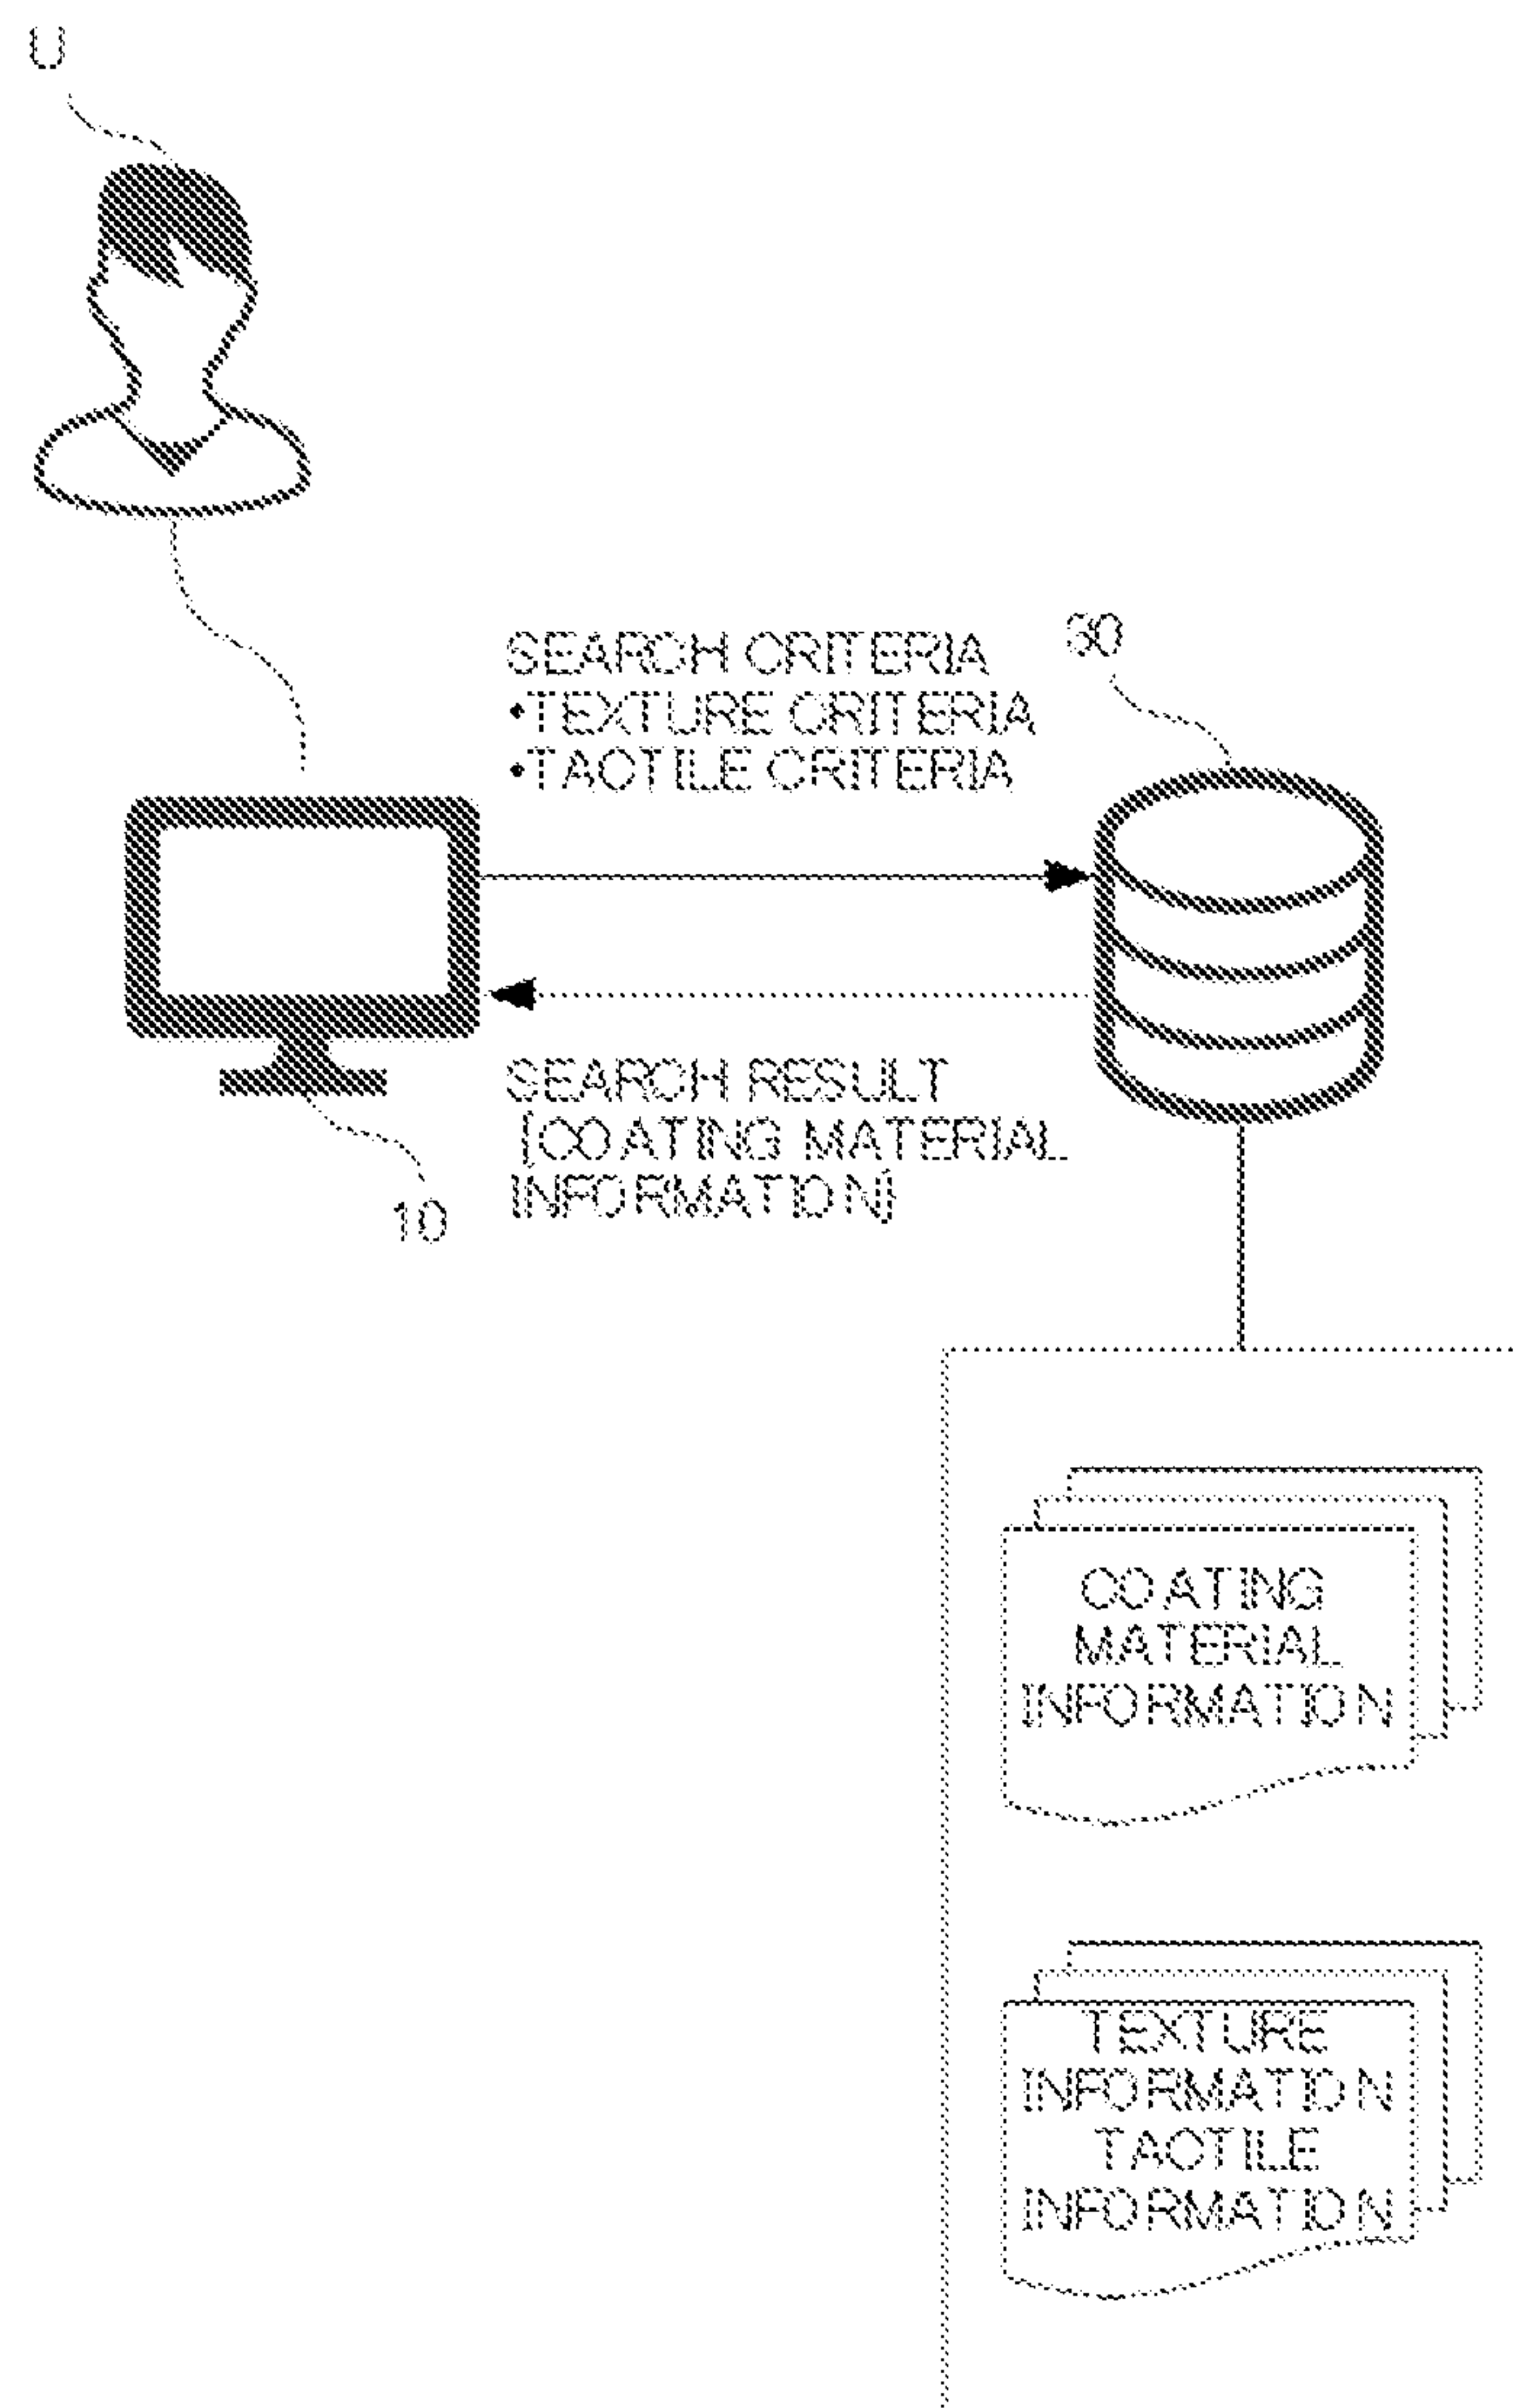 U
SEARCH CRITERIA
•TEXTURE CRITERIA
•TACTILE CRITERIA
SEARCH RESULT
[COATING MATERIAL
INFORMATION]
10
COATING
MATERIAL
INFORMATION
TEXTURE
INFORMATION
TACTILE
INFORMATION